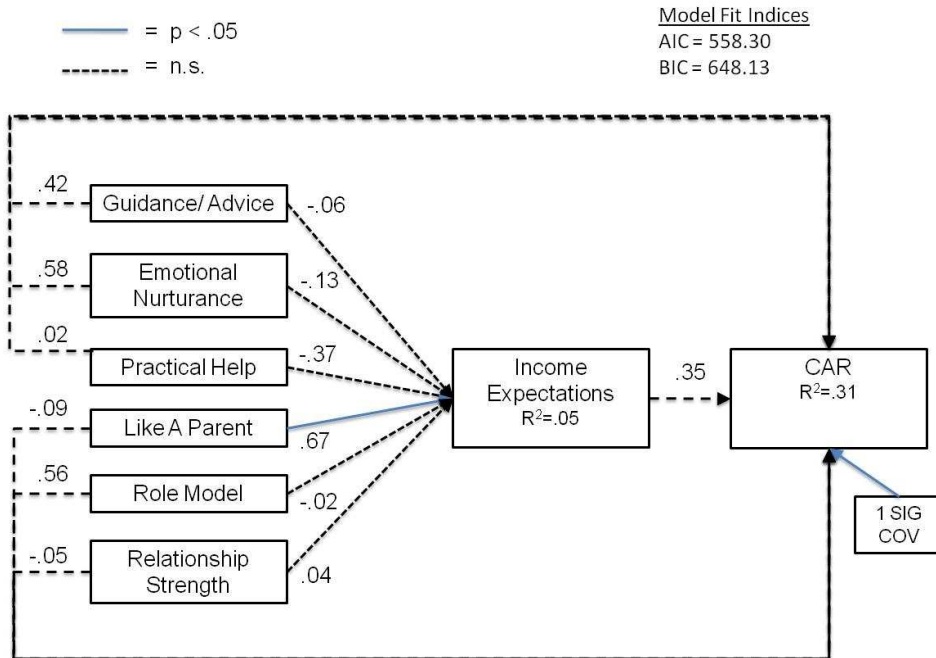 = p < .05
= n.s.
Model Fit Indices
AIC = 558.30
BIC = 648.13
.42
Guidance/ Advice
-.06
.58
Emotional
Nurturance
-.13
.02
Practical Help
-.37
-.09
Like A Parent
.67
.56
Role Model
-.02
-.05
Relationship
Strength
.04
Income
Expectations
R²=.05
.35
CAR
R²=.31
1 SIG
COV